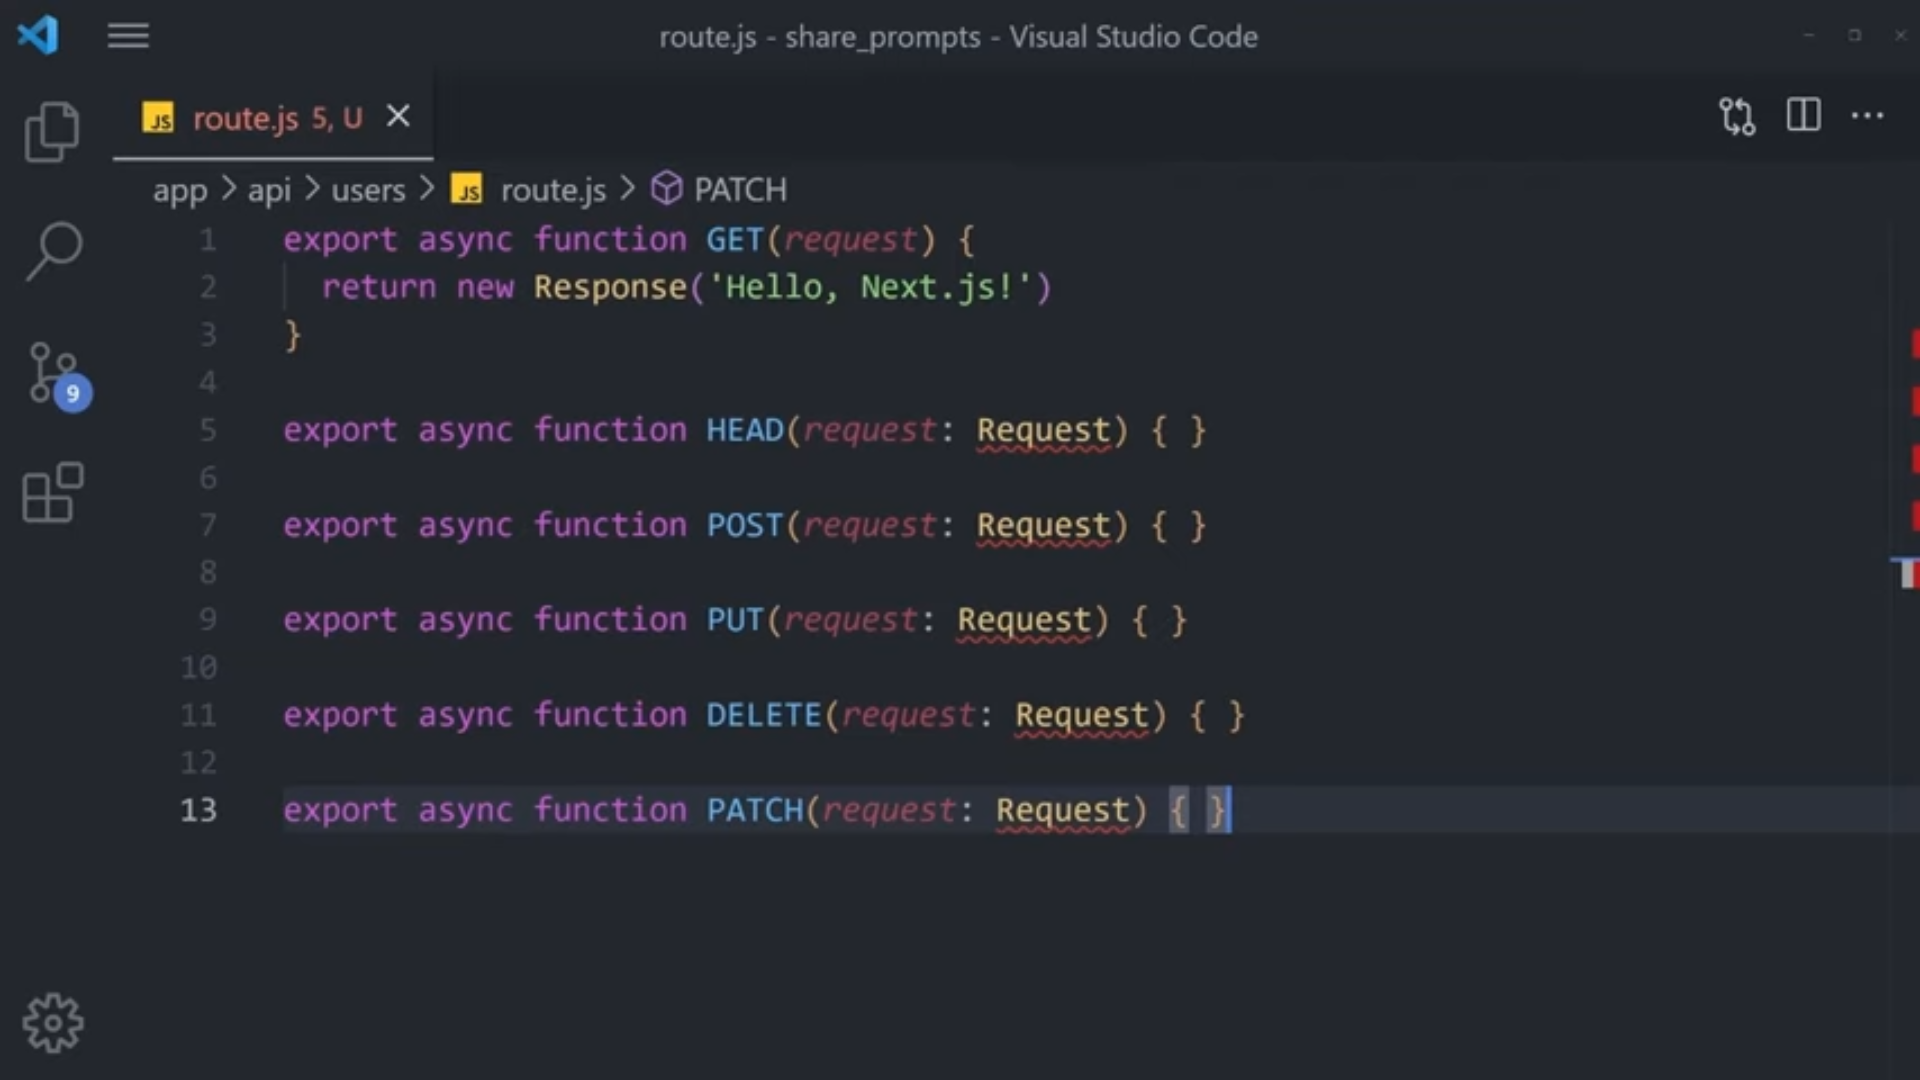 route.js - share_prompts - Visual Studio Code
JS route.js 5, U
app > api > users > JS route.js > PATCH
1 export async function GET(request) {
2 return new Response('Hello, Next.js!')
3 }
4
5 export async function HEAD(request: Request) { }
6
7 export async function POST(request: Request) { }
8
9 export async function PUT(request: Request) { }
10
11 export async function DELETE(request: Request) { }
12
13 export async function PATCH(request: Request) { }
9